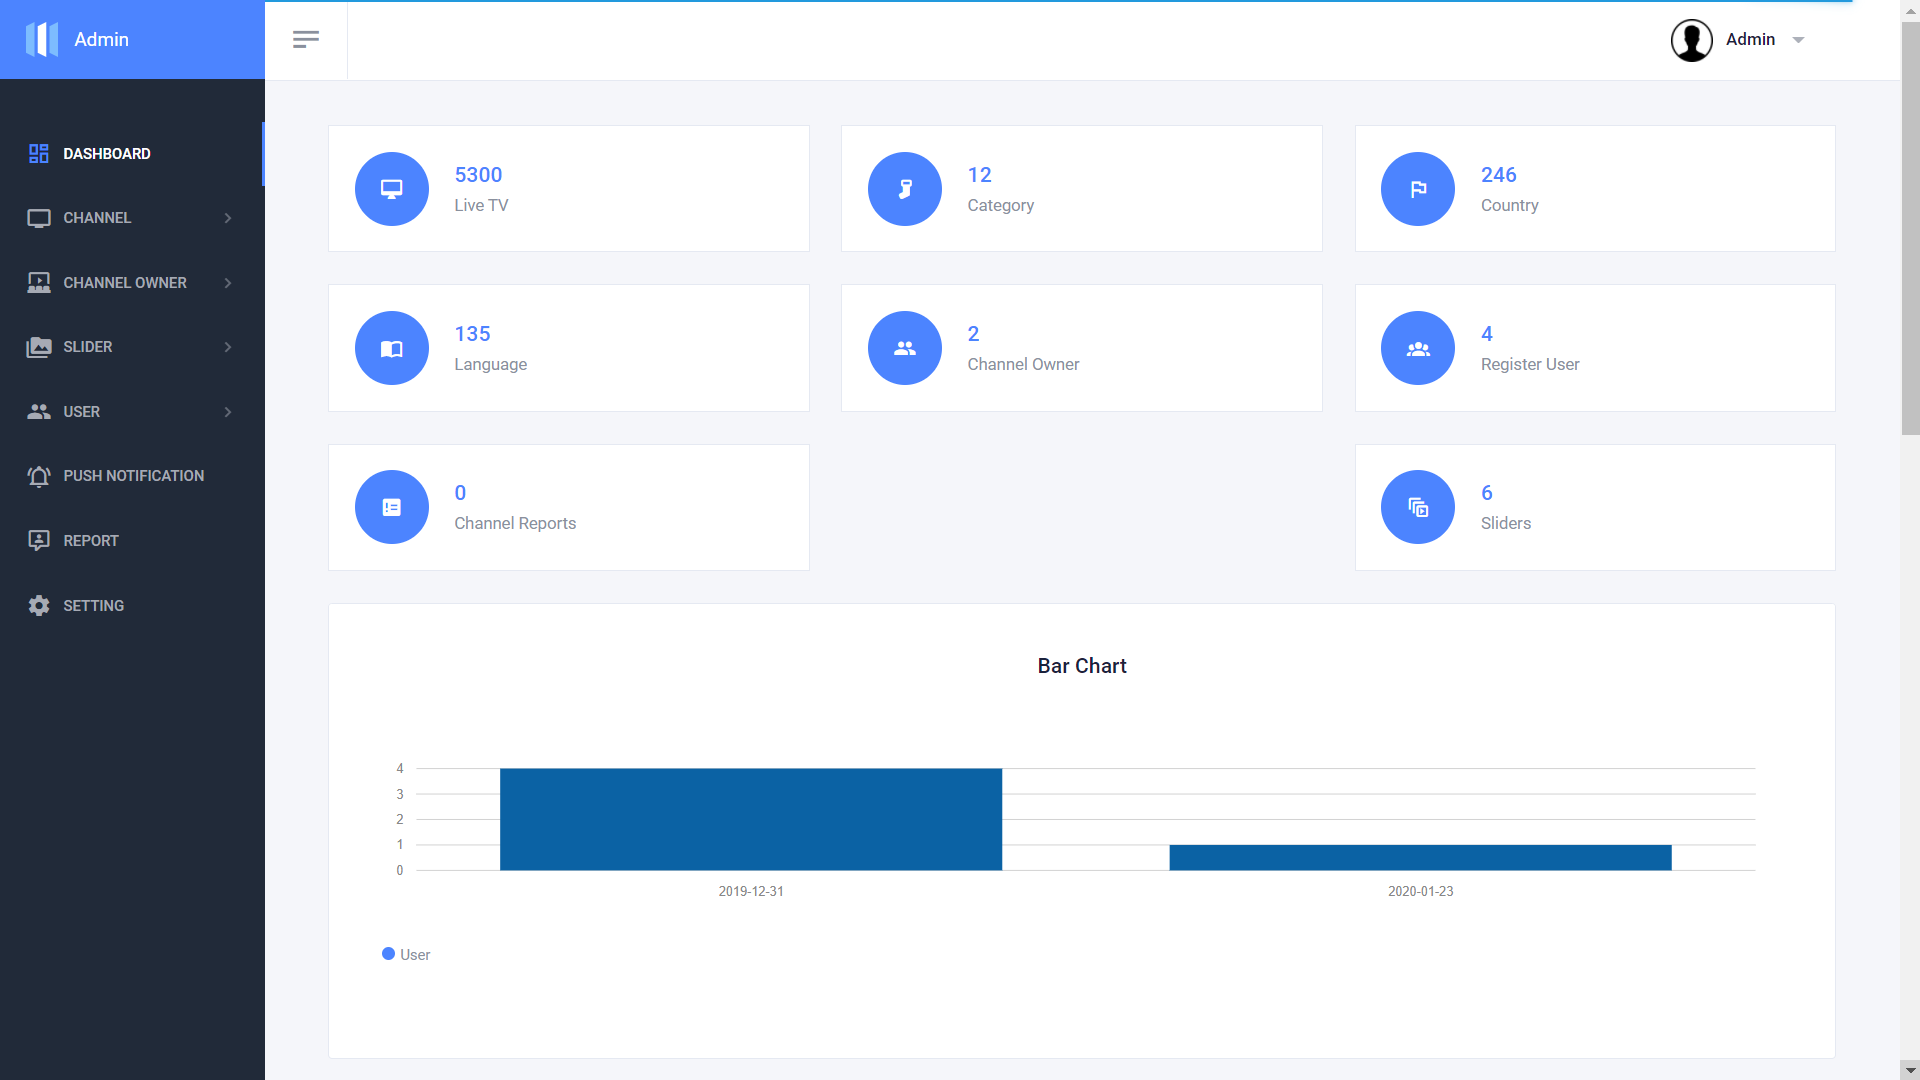 Admin
Admin
DASHBOARD
CHANNEL
CHANNEL OWNER
SLIDER
USER
PUSH NOTIFICATION
REPORT
SETTING
5300
Live TV
12
Category
246
Country
135
Language
2
Channel Owner
4
Register User
0
Channel Reports
6
Sliders
Bar Chart
4
3
2
1
0
2019-12-31
2020-01-23
User